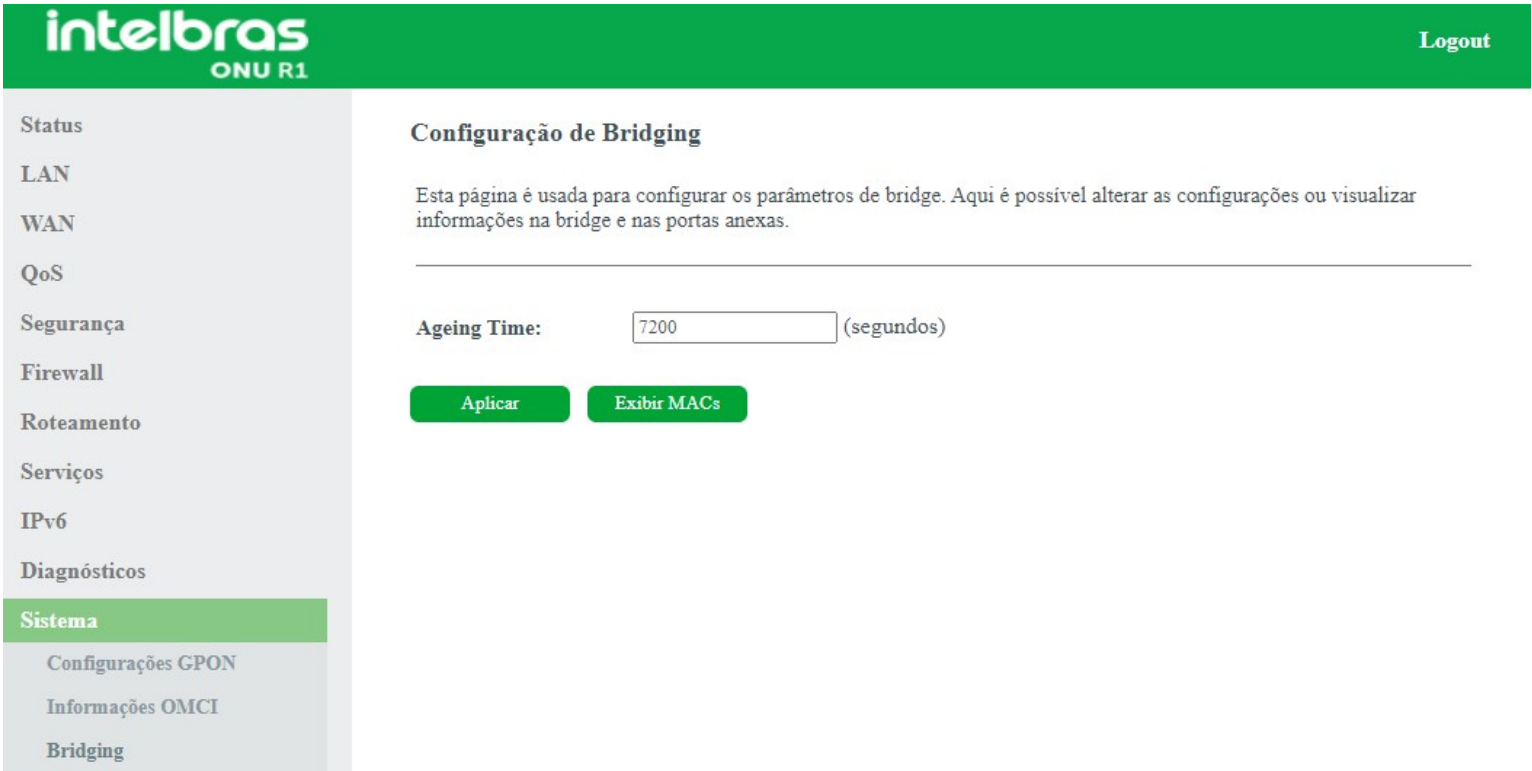 intelbras
ONU R1
Logout
Status
LAN
WAN
QoS
Segurança
Firewall
Roteamento
Serviços
IPv6
Diagnósticos
Sistema
Configurações GPON
Informações OMCI
Bridging
Configuração de Bridging
Esta página é usada para configurar os parâmetros de bridge. Aqui é possível alterar as configurações ou visualizar
informações na bridge e nas portas anexas.
Ageing Time: 7200 (segundos)
Aplicar Exibir MACs